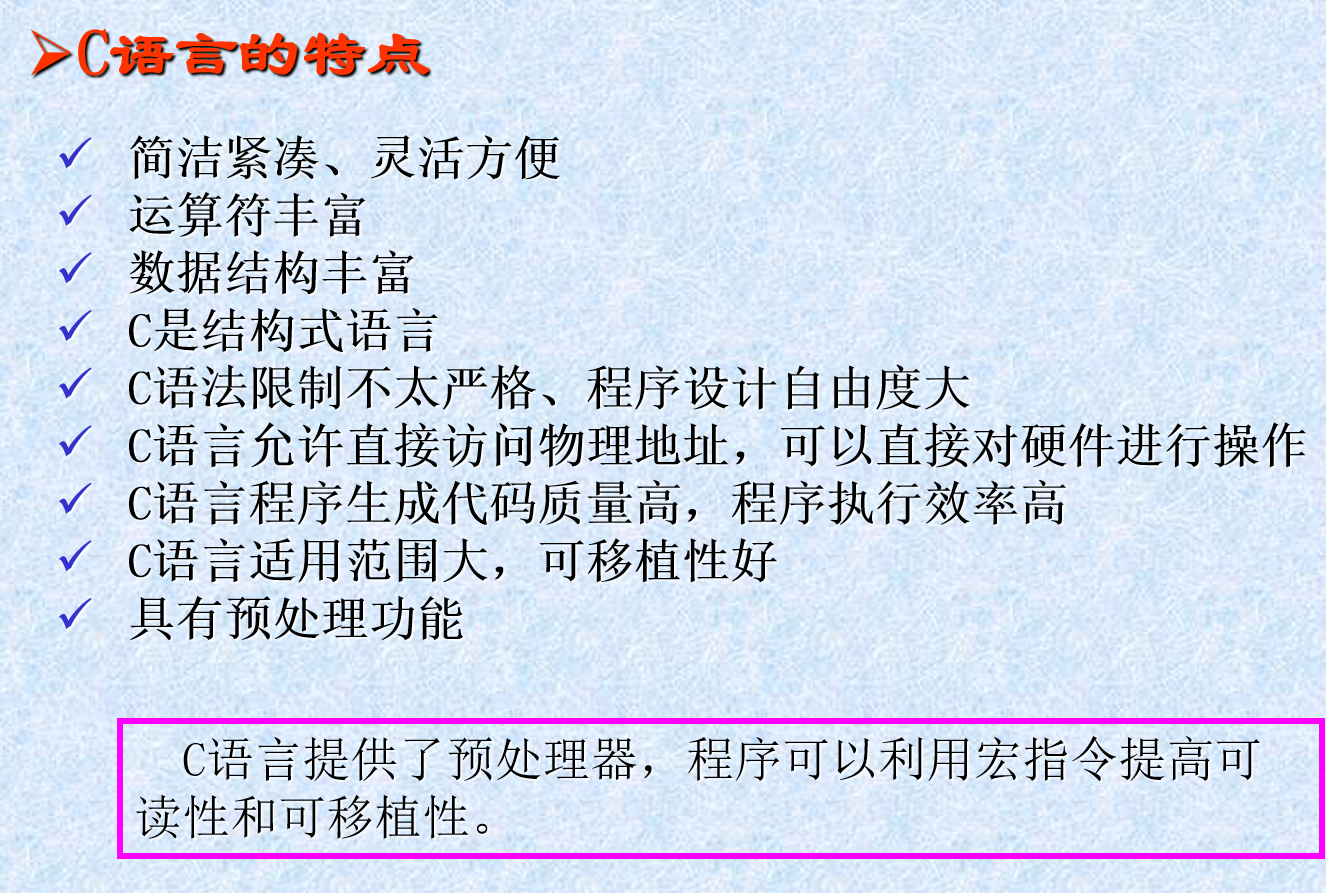 C语言的特点
简洁紧凑、灵活方便
运算符丰富
数据结构丰富
C是结构式语言
C语法限制不太严格、程序设计自由度大
C语言允许直接访问物理地址，可以直接对硬件进行操作
C语言程序生成代码质量高，程序执行效率高
C语言适用范围大，可移植性好
具有预处理功能
C语言提供了预处理器，程序可以利用宏指令提高可
读性和可移植性。